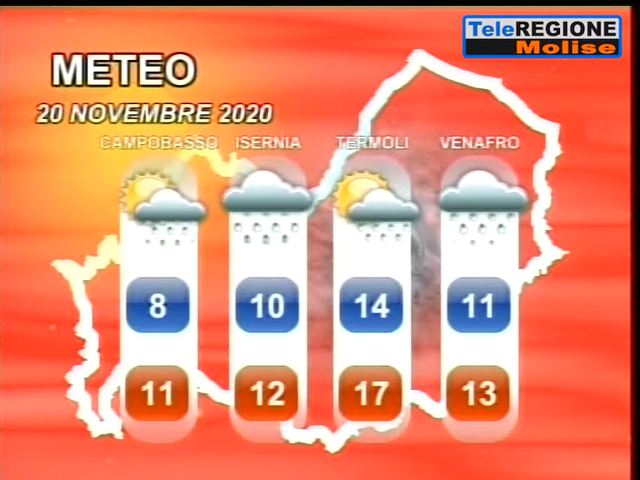 TeleREGIONE
Molise
METEO
20 NOVEMBRE 2020
CAMPOBASSO ISERNIA TERMOLI VENAFRO
8 10 14 11
11 12 17 13